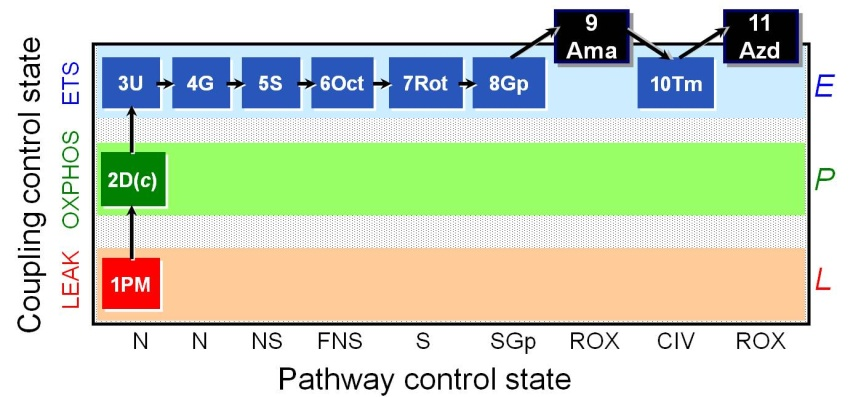 9
Ama
11
Azd
3U
4G
5S
6Oct
7Rot
8Gp
10Tm
ETS
E
2D(c)
OXPHOS
P
1PM
LEAK
L
Coupling control state
N N NS FNS S SGp ROX CIV ROX
Pathway control state